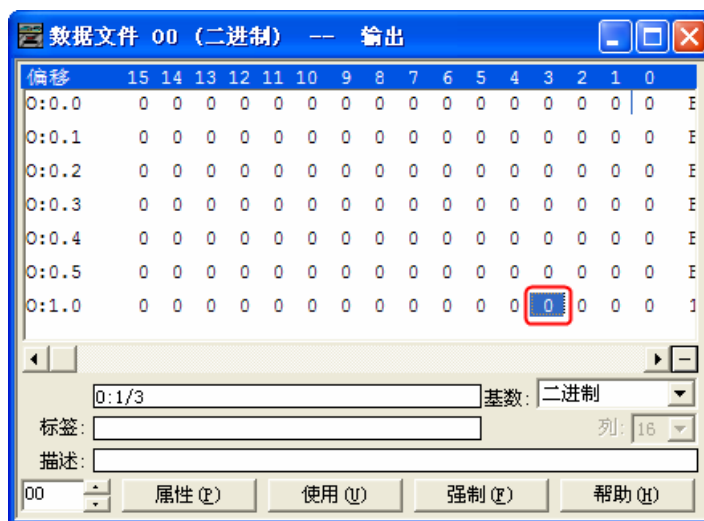 数据文件 O0 (二进制) -- 输出
偏移 15 14 13 12 11 10 9 8 7 6 5 4 3 2 1 0
O:0.0 0 0 0 0 0 0 0 0 0 0 0 0 0 0 0 0
O:0.1 0 0 0 0 0 0 0 0 0 0 0 0 0 0 0 0
O:0.2 0 0 0 0 0 0 0 0 0 0 0 0 0 0 0 0
O:0.3 0 0 0 0 0 0 0 0 0 0 0 0 0 0 0 0
O:0.4 0 0 0 0 0 0 0 0 0 0 0 0 0 0 0 0
O:0.5 0 0 0 0 0 0 0 0 0 0 0 0 0 0 0 0
O:1.0 0 0 0 0 0 0 0 0 0 0 0 0 0 0 0 0 1
O:1/3 基数: 二进制
标签: 列: 16
描述:
O0 属性(P) 使用(U) 强制(F) 帮助(H)